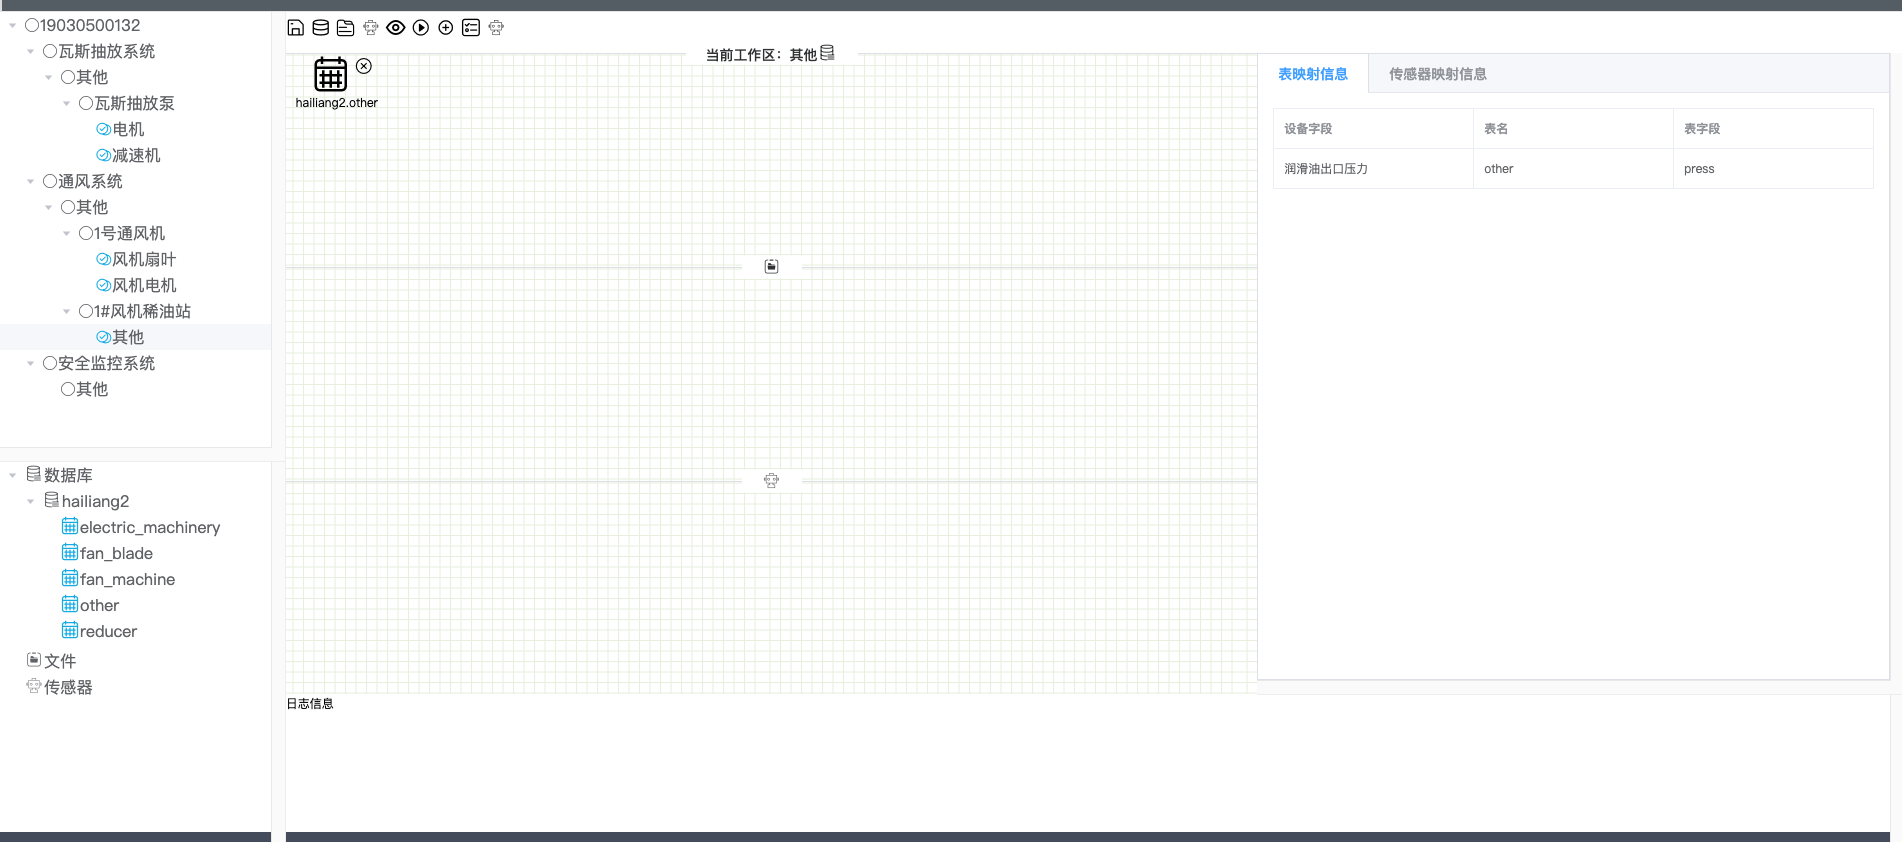 19030500132
瓦斯抽放系统
其他
瓦斯抽放泵
电机
减速机
通风系统
其他
1号通风机
风机扇叶
风机电机
1#风机稀油站
其他
安全监控系统
其他
数据库
hailiang2
electric_machinery
fan_blade
fan_machine
other
reducer
文件
传感器
当前工作区：其他
hailiang2.other
表映射信息 传感器映射信息
设备字段 表名 表字段
润滑油出口压力 other press
日志信息